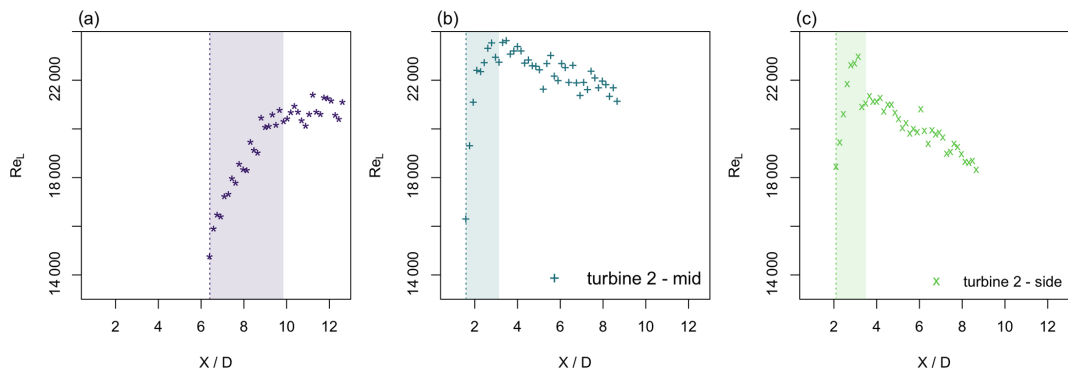 (a)
(b)
(c)
Re_L
14 000
18 000
22 000
2 4 6 8 10 12
X / D
Re_L
14 000
18 000
22 000
turbine 2 - mid
2 4 6 8 10 12
X / D
Re_L
14 000
18 000
22 000
turbine 2 - side
2 4 6 8 10 12
X / D